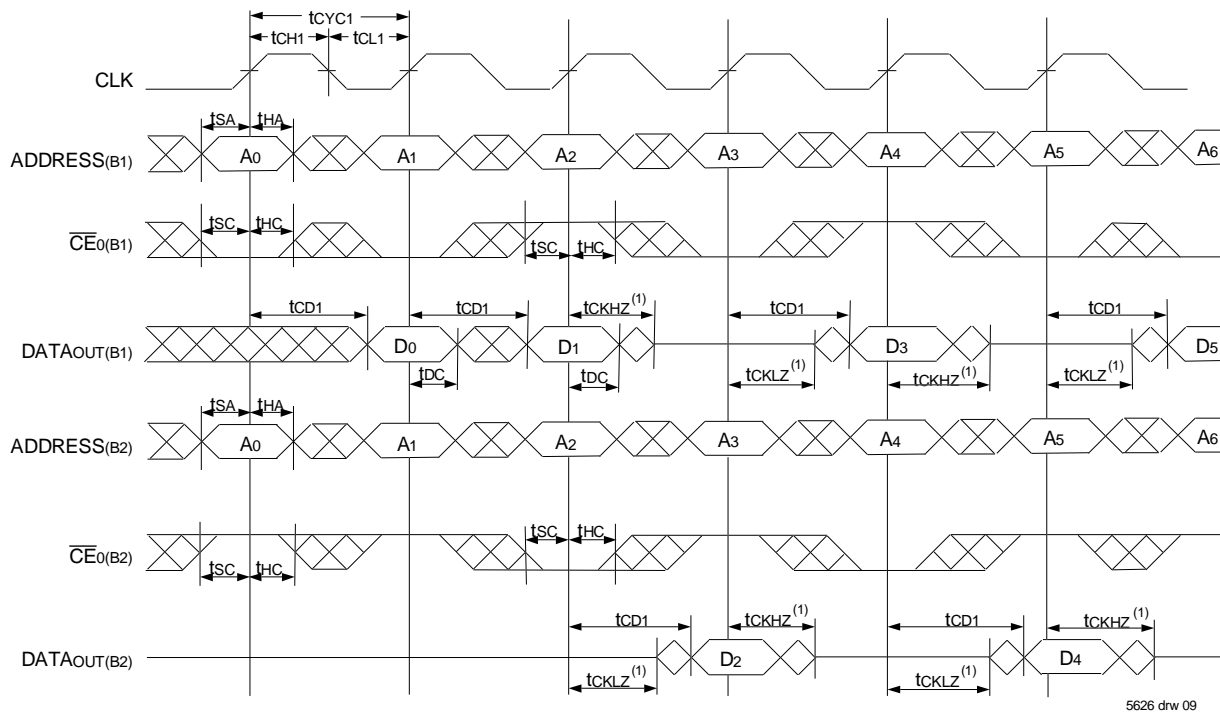 tCYC1
tCH1 tCL1
CLK
tSA tHA
ADDRESS(B1) A0 A1 A2 A3 A4 A5 A6
tSC tHC
CE0(B1)
tSC tHC
tCD1 tCD1 tCKHZ(1) tCD1 tCD1
DATAOUT(B1) D0 D1 D3 D5
tDC tDC tCKLZ(1) tCKHZ(1) tCKLZ(1)
tSA tHA
ADDRESS(B2) A0 A1 A2 A3 A4 A5 A6
tSC tHC
CE0(B2)
tSC tHC
tCD1 tCKHZ(1) tCD1 tCKHZ(1)
DATAOUT(B2) D2 D4
tCKLZ(1) tCKLZ(1)
5626 drw 09